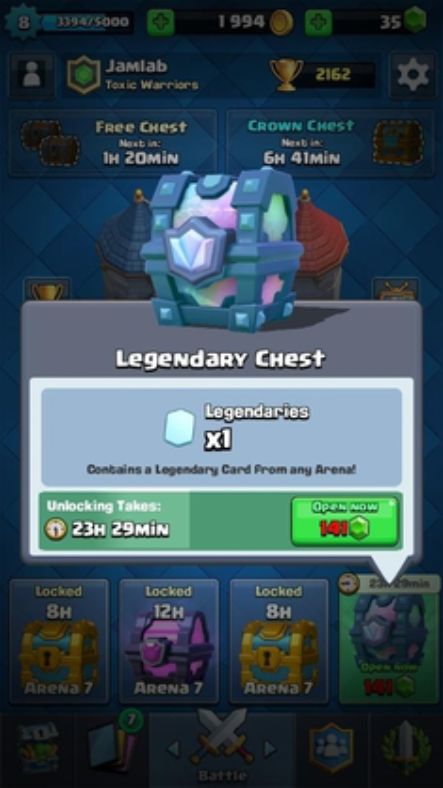 8
3394/5000
1 994
35
Jamlab
Toxic Warriors
2162
Free Chest
Next in:
1h 20min
Crown Chest
Next in:
6h 41min
Legendary Chest
Legendaries
x1
Contains a Legendary Card from any Arena!
Unlocking Takes:
23h 29min
Open now
141
Locked
8h
Arena 7
Locked
12h
Arena 7
Locked
8h
Arena 7
23h 29min
Open now
141
7
Battle